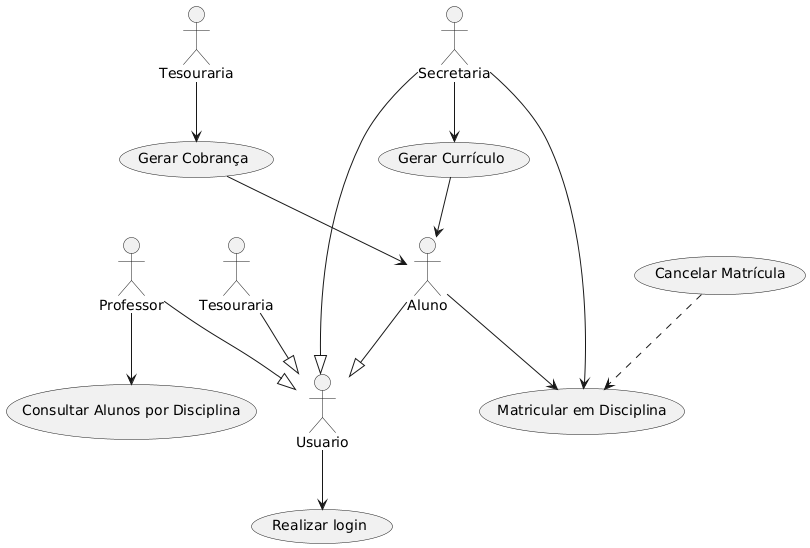 Tesouraria
Secretaria
Gerar Cobrança
Gerar Currículo
Cancelar Matrícula
Professor
Tesouraria
Aluno
Consultar Alunos por Disciplina
Matricular em Disciplina
Usuario
Realizar login